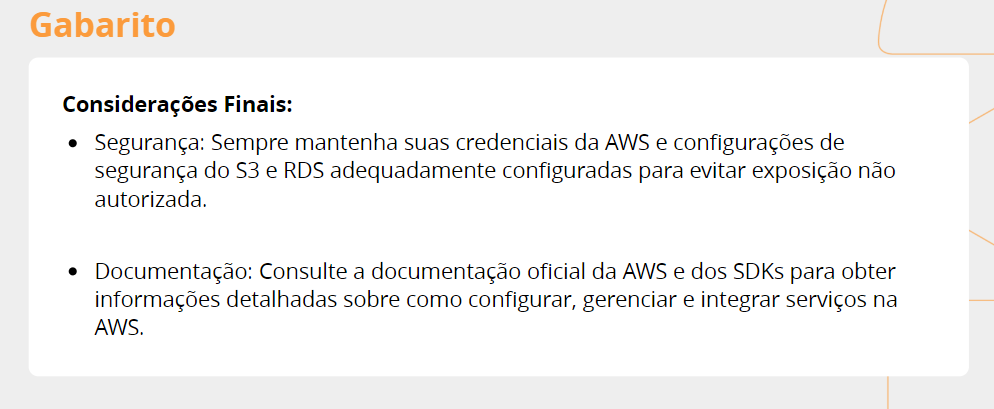 Gabarito
Considerações Finais:
• Segurança: Sempre mantenha suas credenciais da AWS e configurações de
segurança do S3 e RDS adequadamente configuradas para evitar exposição não
autorizada.
• Documentação: Consulte a documentação oficial da AWS e dos SDKs para obter
informações detalhadas sobre como configurar, gerenciar e integrar serviços na
AWS.